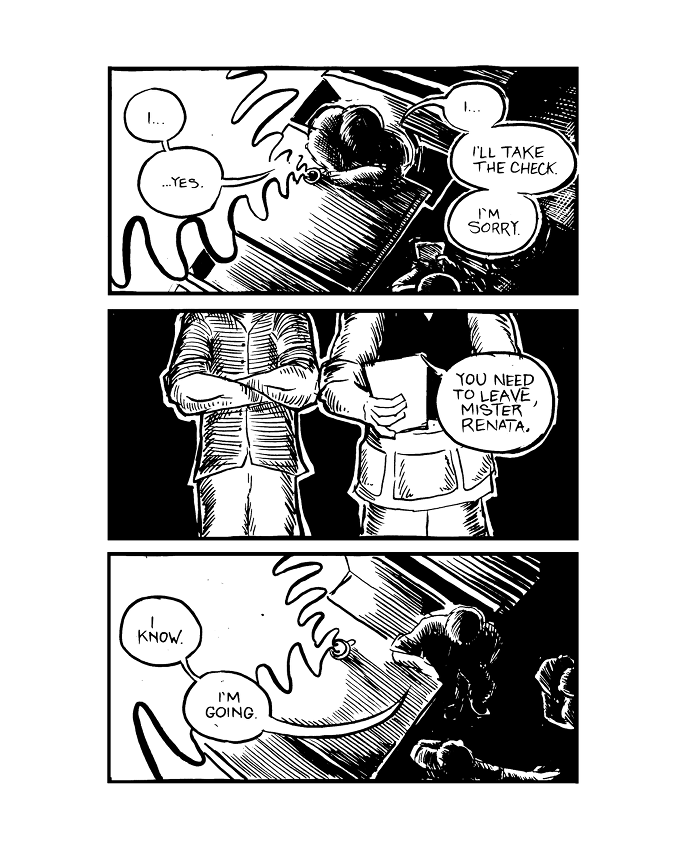 I...
...YES.
I...
I'LL TAKE
THE CHECK.
I'M
SORRY.
YOU NEED
TO LEAVE,
MISTER
RENATA.
I
KNOW.
I'M
GOING.